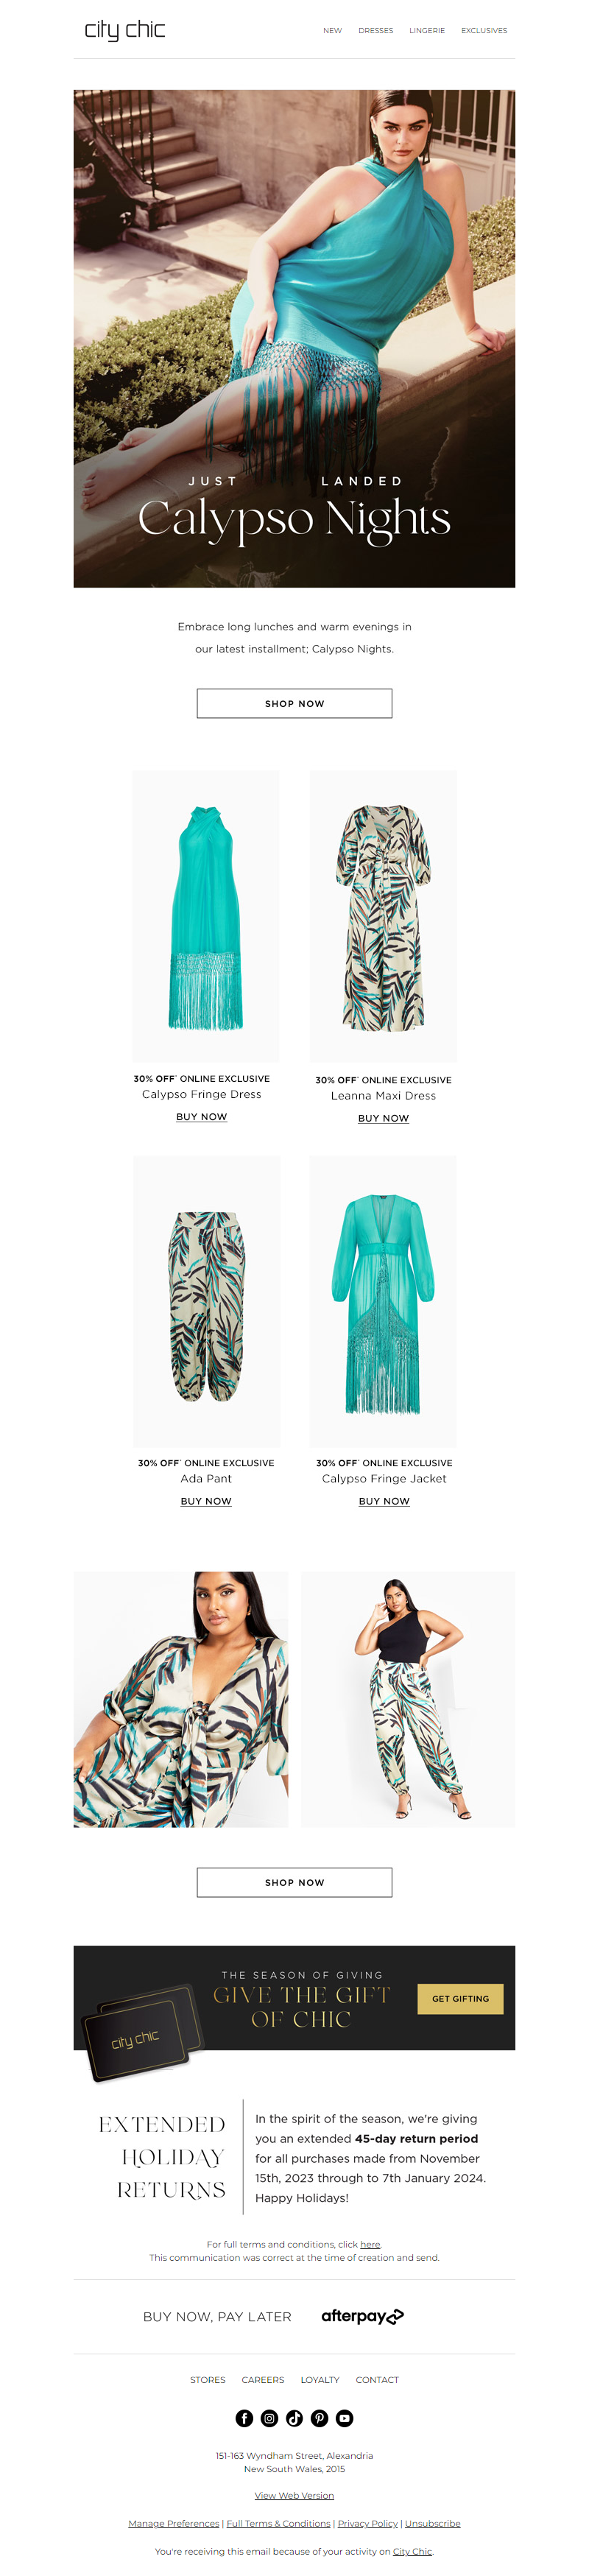 city chic
NEW DRESSES LINGERIE EXCLUSIVES
JUST LANDED
Calypso Nights
Embrace long lunches and warm evenings in
our latest installment; Calypso Nights.
SHOP NOW
30% OFF* ONLINE EXCLUSIVE
Calypso Fringe Dress
BUY NOW
30% OFF* ONLINE EXCLUSIVE
Leanna Maxi Dress
BUY NOW
30% OFF* ONLINE EXCLUSIVE
Ada Pant
BUY NOW
30% OFF* ONLINE EXCLUSIVE
Calypso Fringe Jacket
BUY NOW
SHOP NOW
THE SEASON OF GIVING
GIVE THE GIFT
OF CHIC
GET GIFTING
city chic
EXTENDED
HOLIDAY
RETURNS
In the spirit of the season, we're giving
you an extended 45-day return period
for all purchases made from November
15th, 2023 through to 7th January 2024.
Happy Holidays!
For full terms and conditions, click here.
This communication was correct at the time of creation and send.
BUY NOW, PAY LATER afterpay
STORES CAREERS LOYALTY CONTACT
151-163 Wyndham Street, Alexandria
New South Wales, 2015
View Web Version
Manage Preferences | Full Terms & Conditions | Privacy Policy | Unsubscribe
You're receiving this email because of your activity on City Chic.